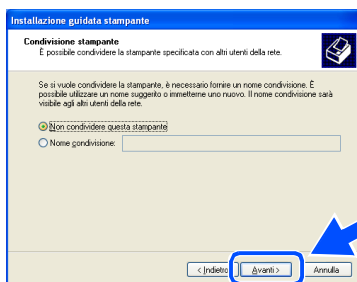 Installazione guidata stampante
Condivisione stampante
È possibile condividere la stampante specificata con altri utenti della rete.
Se si vuole condividere la stampante, è necessario fornire un nome condivisione. È
possibile utilizzare un nome suggerito o immetterne uno nuovo. Il nome condivisione sarà
visibile agli altri utenti della rete.
Non condividere questa stampante
Nome condivisione:
< Indietro
Avanti >
Annulla